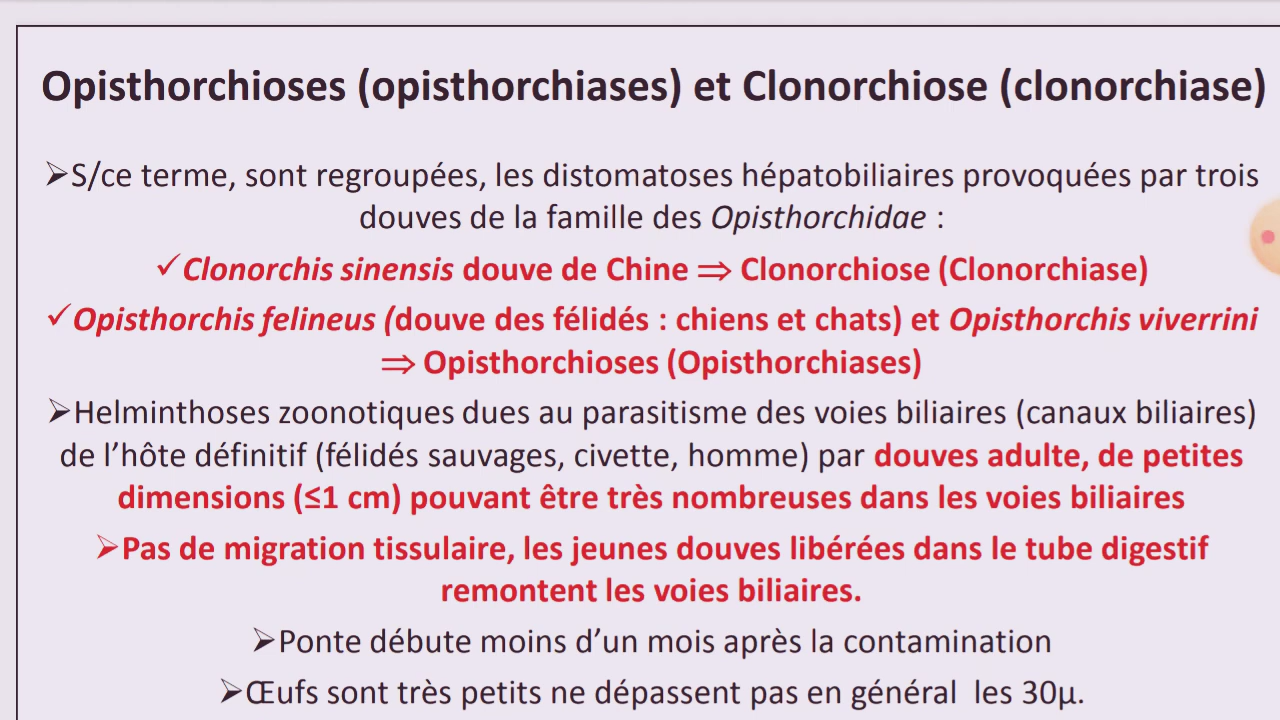 Opisthorchioses (opisthorchiases) et Clonorchiose (clonorchiase)
➢S/ce terme, sont regroupées, les distomatoses hépatobiliaires provoquées par trois
douves de la famille des Opisthorchidae :
✓Clonorchis sinensis douve de Chine ⇒ Clonorchiose (Clonorchiase)
✓Opisthorchis felineus (douve des félidés : chiens et chats) et Opisthorchis viverrini
⇒ Opisthorchioses (Opisthorchiases)
➢Helminthoses zoonotiques dues au parasitisme des voies biliaires (canaux biliaires)
de l’hôte définitif (félidés sauvages, civette, homme) par douves adulte, de petites
dimensions (≤1 cm) pouvant être très nombreuses dans les voies biliaires
➢Pas de migration tissulaire, les jeunes douves libérées dans le tube digestif
remontent les voies biliaires.
➢Ponte débute moins d’un mois après la contamination
➢Œufs sont très petits ne dépassent pas en général  les 30µ.